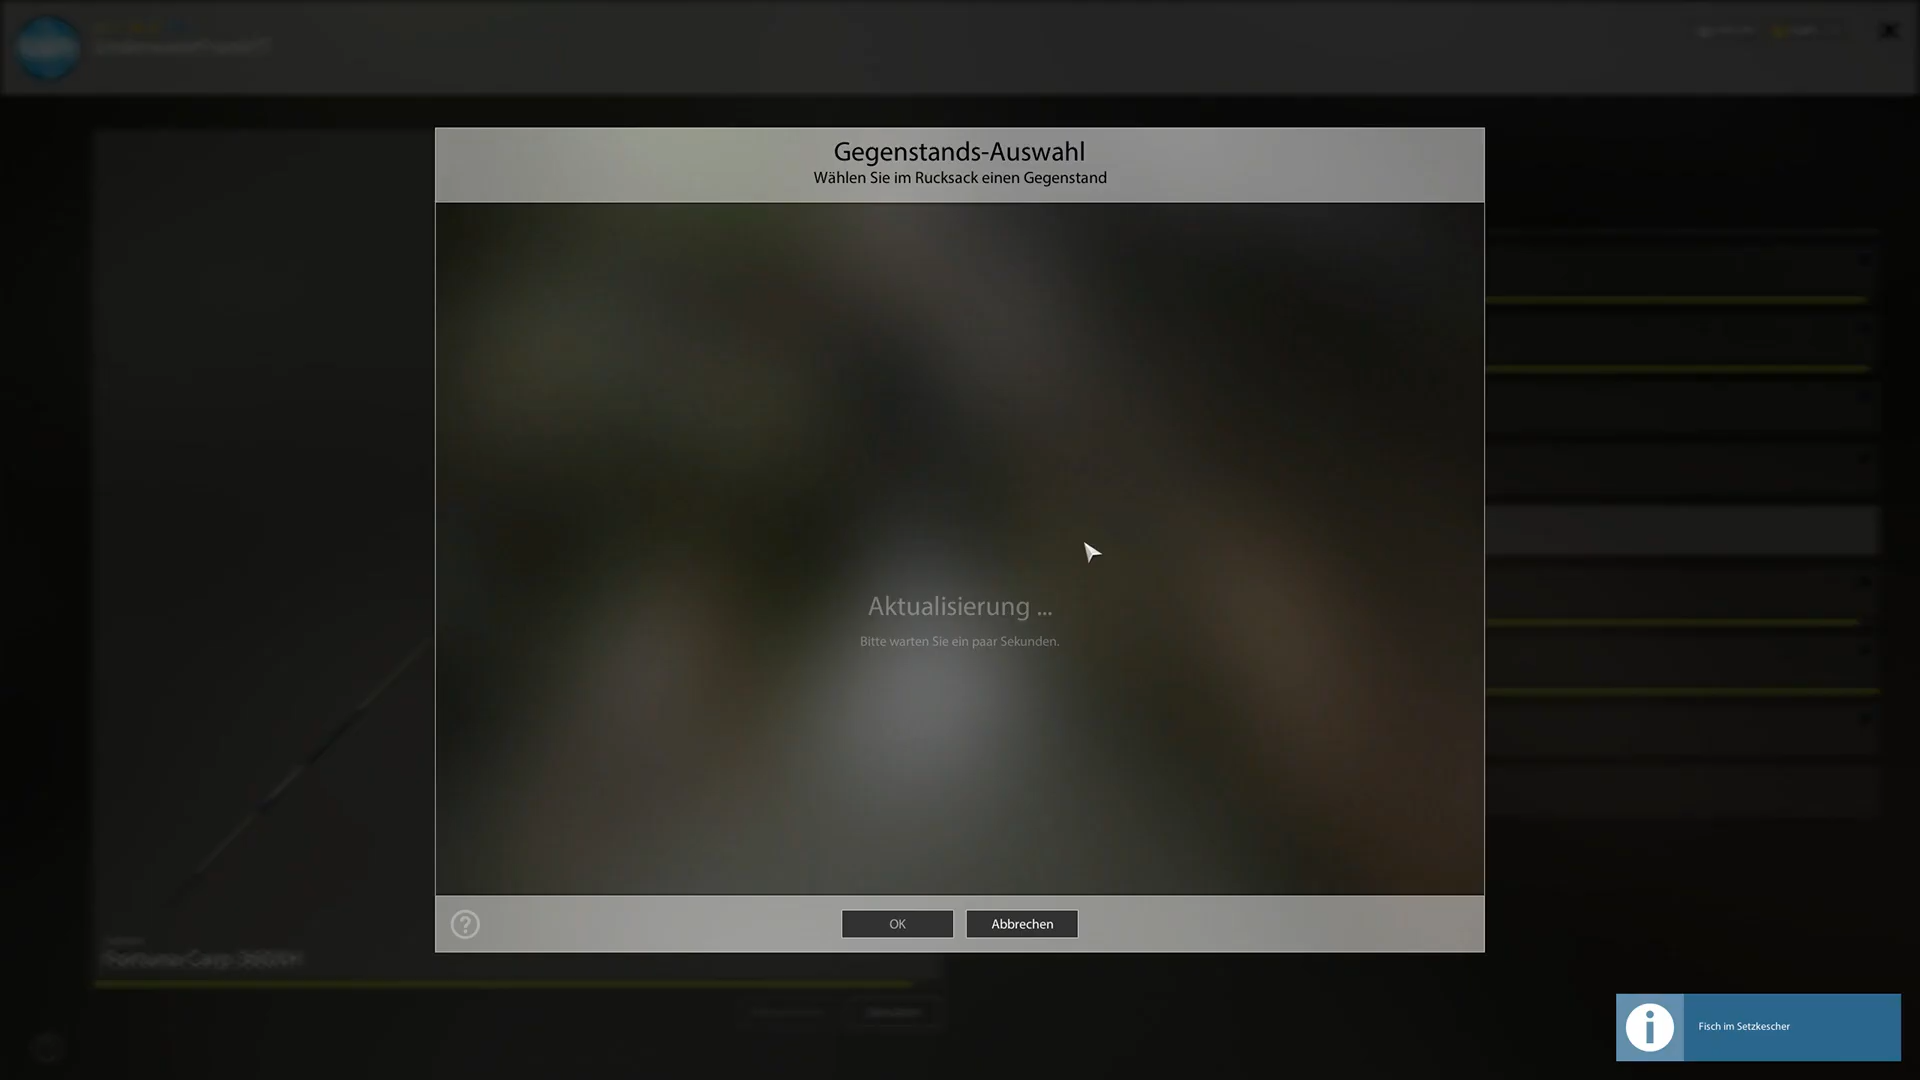 Gegenstands-Auswahl
Wählen Sie im Rucksack einen Gegenstand
Aktualisierung ...
Bitte warten Sie ein paar Sekunden.
?
OK
Abbrechen
Fisch im Setzkescher